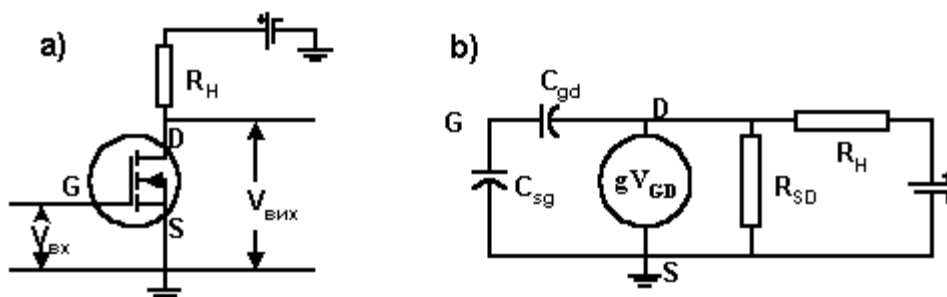 a)
R_H
D
G
S
V_вх
V_вих
b)
C_gd
G
D
C_sg
gV_GD
R_SD
R_H
S